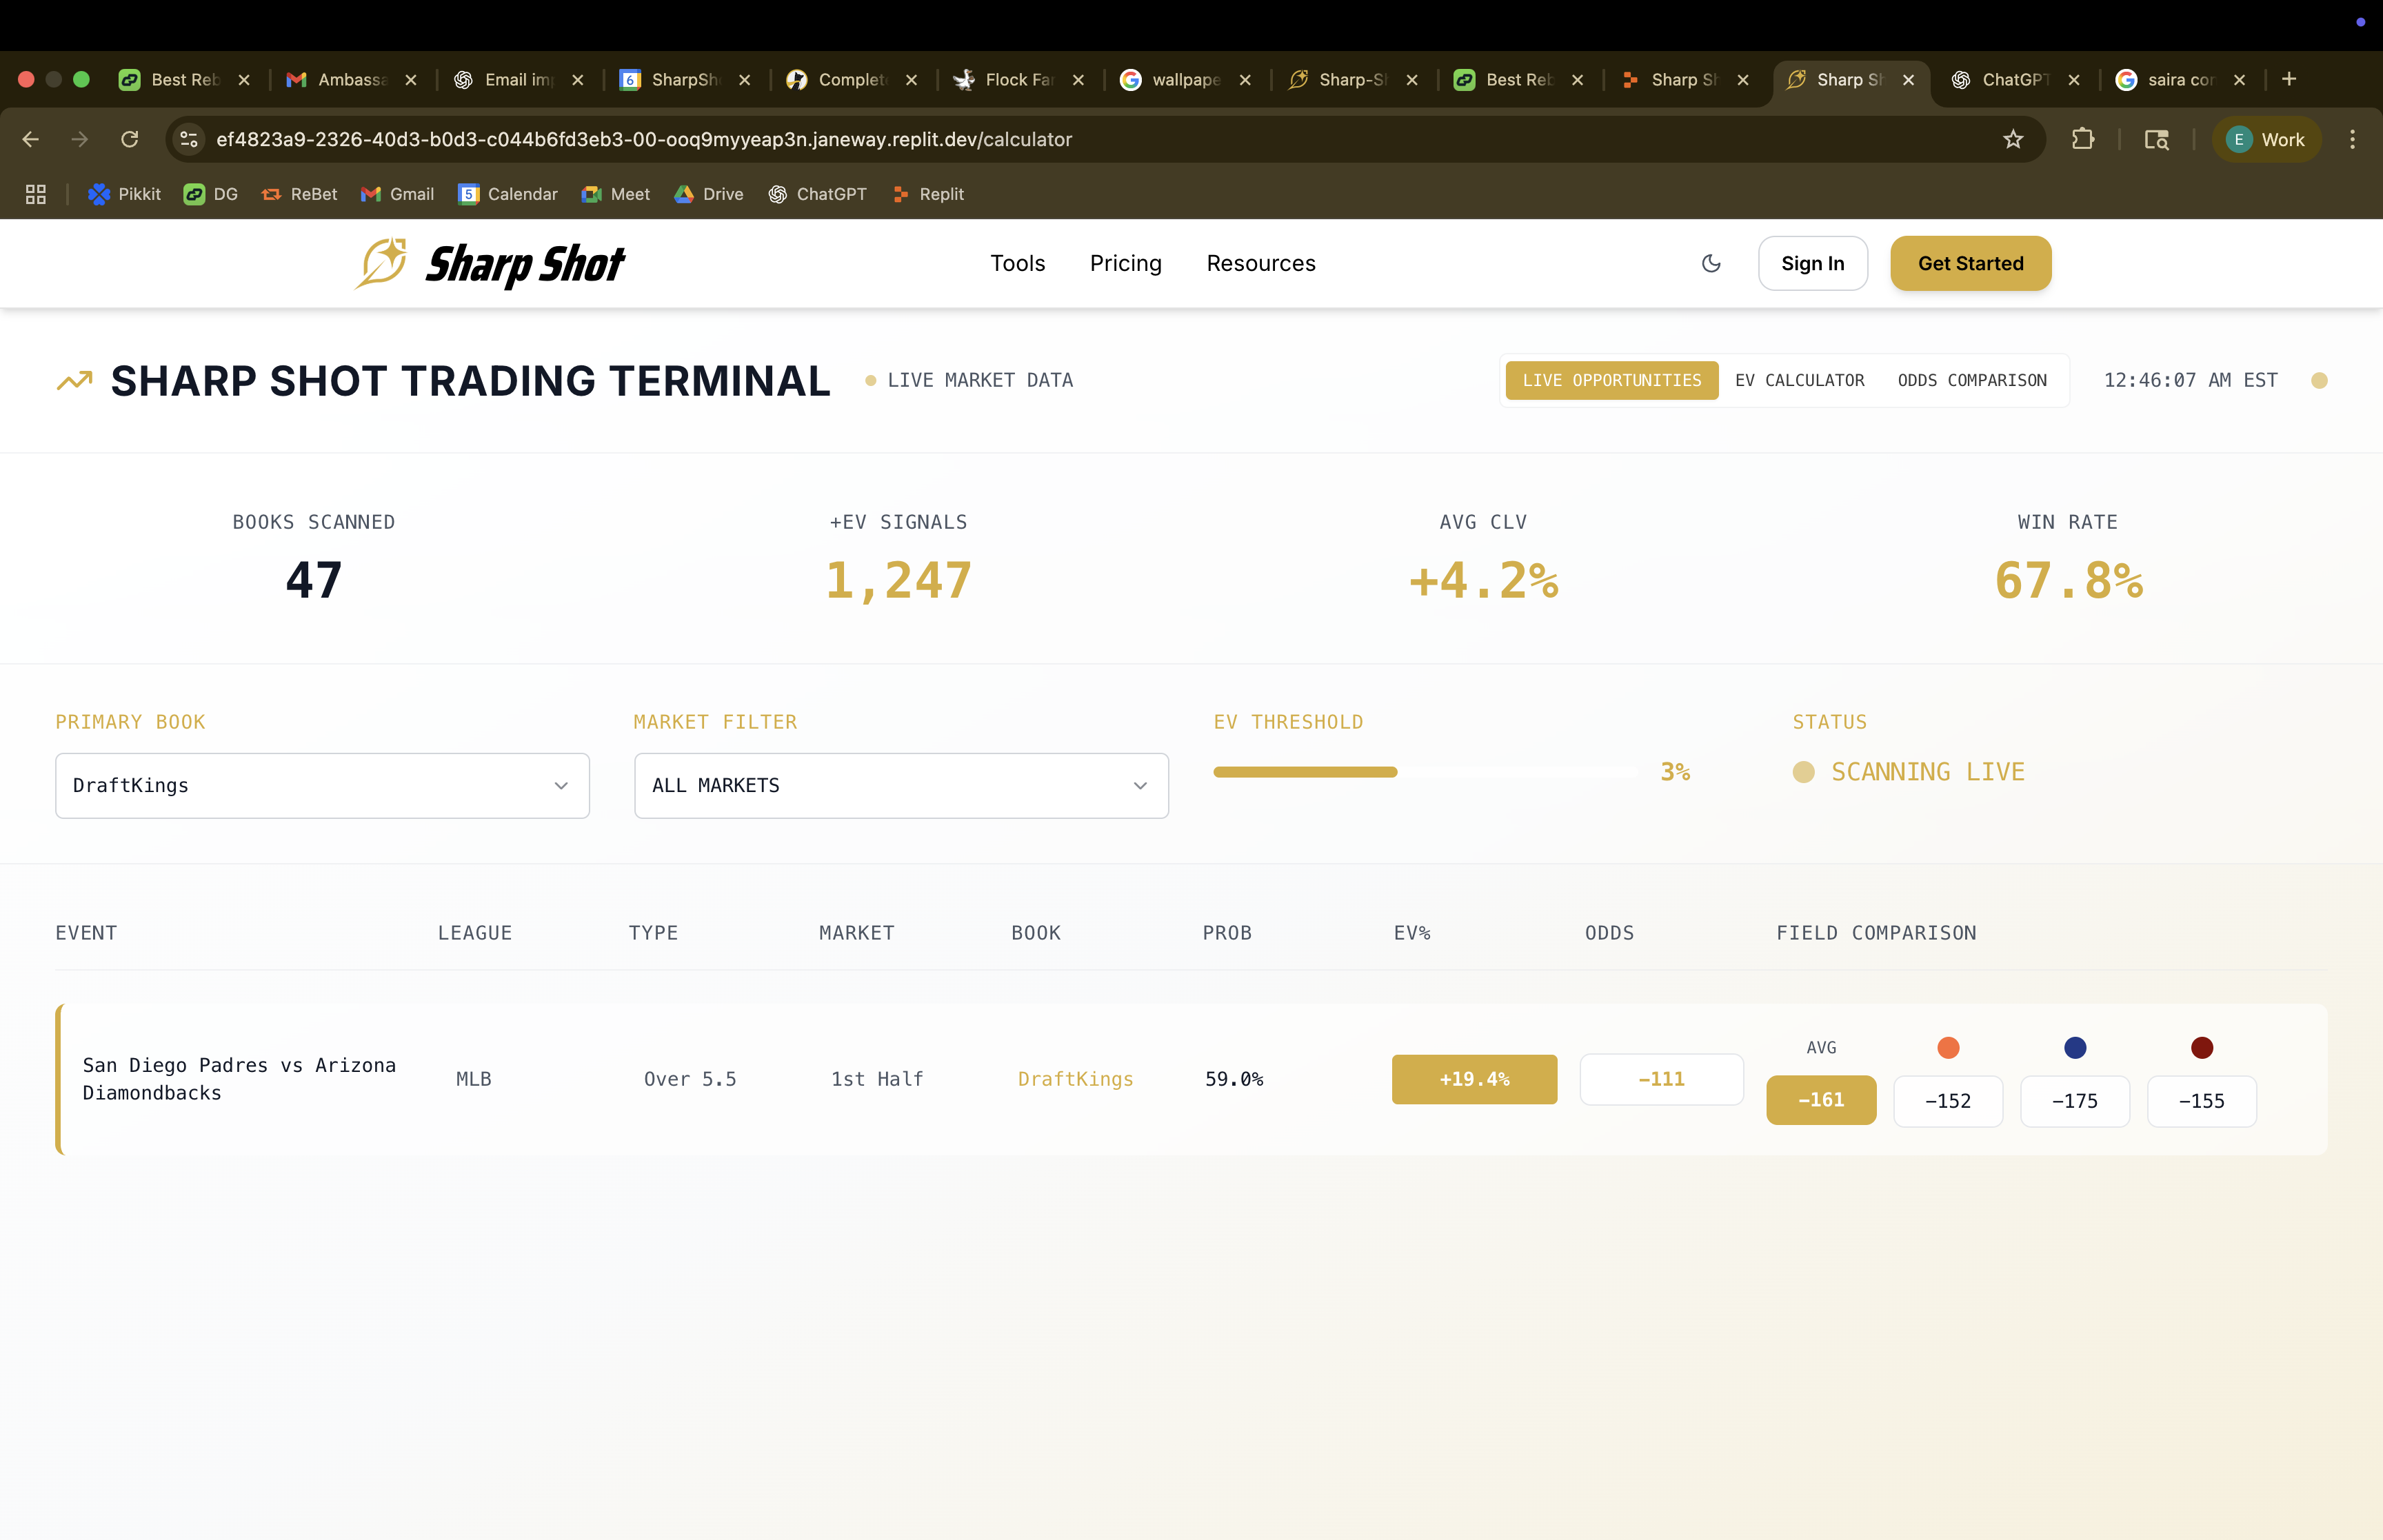 Best Reb
Ambassa
Email im
SharpSh
Complet
Flock Fa
wallpape
Sharp-S
Best Reb
Sharp S
Sharp S
ChatGPT
saira co
ef4823a9-2326-40d3-b0d3-c044b6fd3eb3-00-ooq9myyeap3n.janeway.replit.dev/calculator
E Work
Pikkit DG ReBet Gmail 5 Calendar Meet Drive ChatGPT Replit
Sharp Shot
Tools Pricing Resources
Sign In Get Started
SHARP SHOT TRADING TERMINAL
LIVE MARKET DATA
LIVE OPPORTUNITIES EV CALCULATOR ODDS COMPARISON
12:46:07 AM EST
BOOKS SCANNED
47
+EV SIGNALS
1,247
AVG CLV
+4.2%
WIN RATE
67.8%
PRIMARY BOOK
DraftKings
MARKET FILTER
ALL MARKETS
EV THRESHOLD
3%
STATUS
SCANNING LIVE
EVENT LEAGUE TYPE MARKET BOOK PROB EV% ODDS FIELD COMPARISON
San Diego Padres vs Arizona
Diamondbacks
MLB
Over 5.5
1st Half
DraftKings
59.0%
+19.4%
-111
AVG
-161
-152
-175
-155